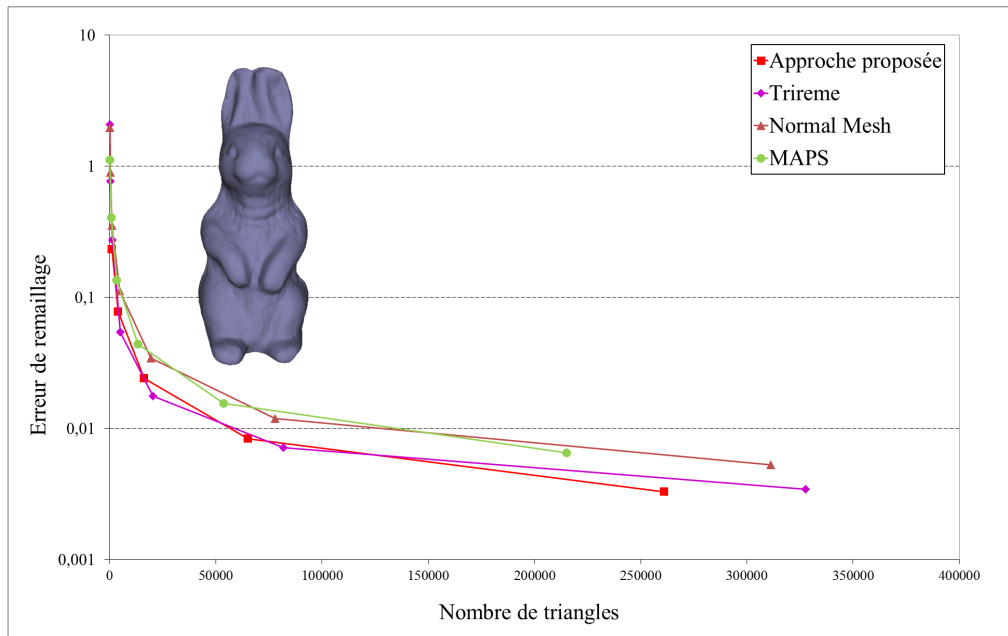 10
1
0,1
0,01
0,001
Erreur de remaillage
Approche proposée
Trireme
Normal Mesh
MAPS
0 50000 100000 150000 200000 250000 300000 350000 400000
Nombre de triangles